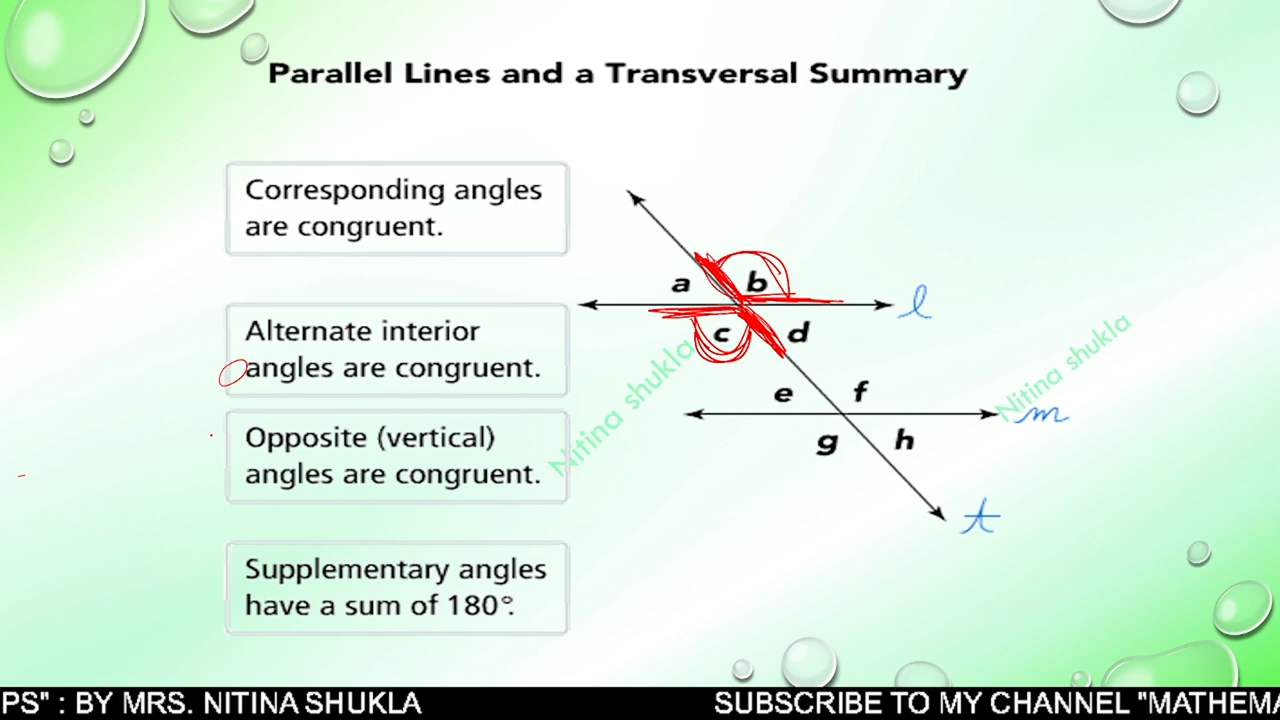 Parallel Lines and a Transversal Summary
Corresponding angles
are congruent.
Alternate interior
angles are congruent.
Opposite (vertical)
angles are congruent.
Supplementary angles
have a sum of 180°.
a b
l
c d
e f
m
g h
t
Nitina shukla
Nitina shukla
PS" : BY MRS. NITINA SHUKLA SUBSCRIBE TO MY CHANNEL "MATHEMA